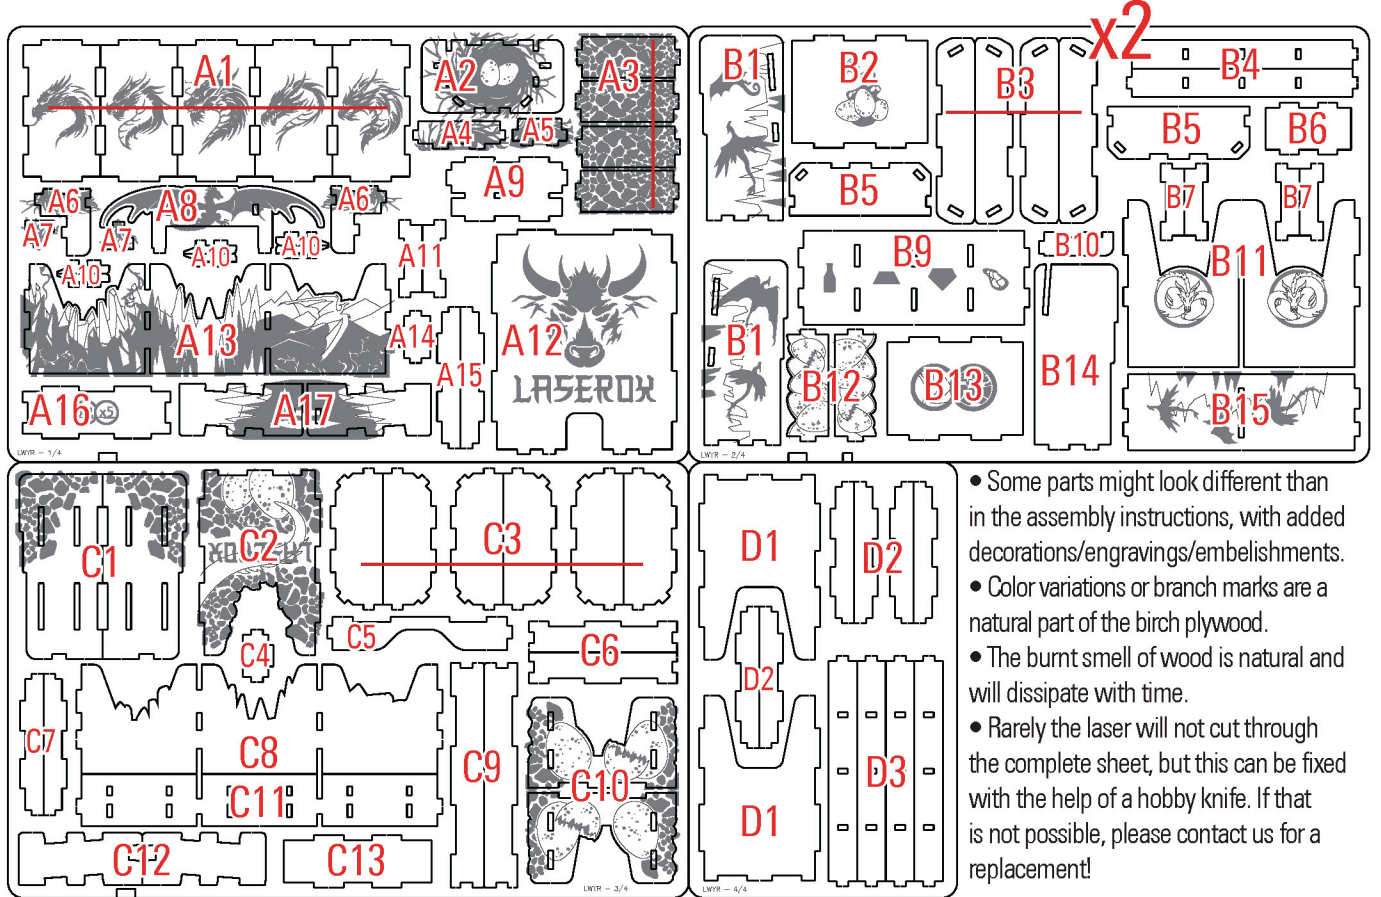 x2
A1
A2
A3
A4
A5
A6
A8
A6
A9
A7
A7
A10
A10
A11
A10
A13
A14
A12
A15
LASEROX
A16
x5
A17
LWYR - 1/4
B1
B2
B3
B4
B5
B6
B5
B7
B7
B9
B10
B11
B1
B12
B13
B14
B15
LWYR - 2/4
C1
C2
LASEROX
C3
C4
C5
C6
C7
C8
C9
C10
C11
C12
C13
LWYR - 3/4
D1
D2
D2
D3
D1
LWYR - 4/4
• Some parts might look different than
in the assembly instructions, with added
decorations/engravings/embelishments.
• Color variations or branch marks are a
natural part of the birch plywood.
• The burnt smell of wood is natural and
will dissipate with time.
• Rarely the laser will not cut through
the complete sheet, but this can be fixed
with the help of a hobby knife. If that
is not possible, please contact us for a
replacement!